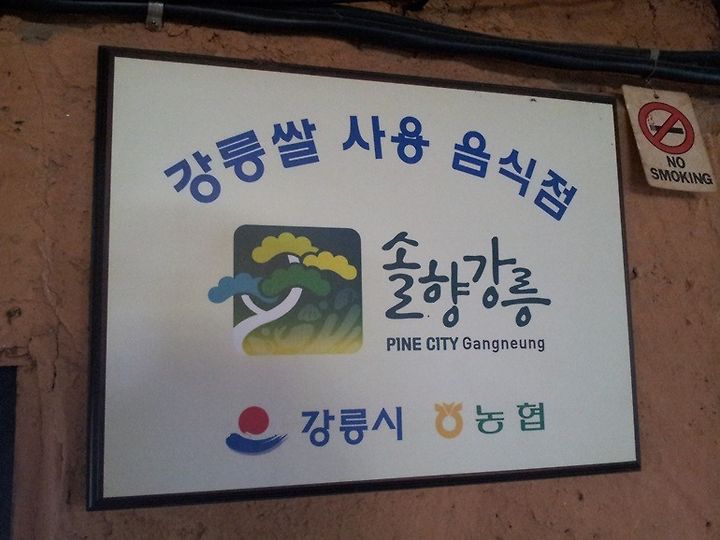 강릉쌀 사용 음식점
솔향강릉
PINE CITY Gangneung
강릉시 농협
NO
SMOKING